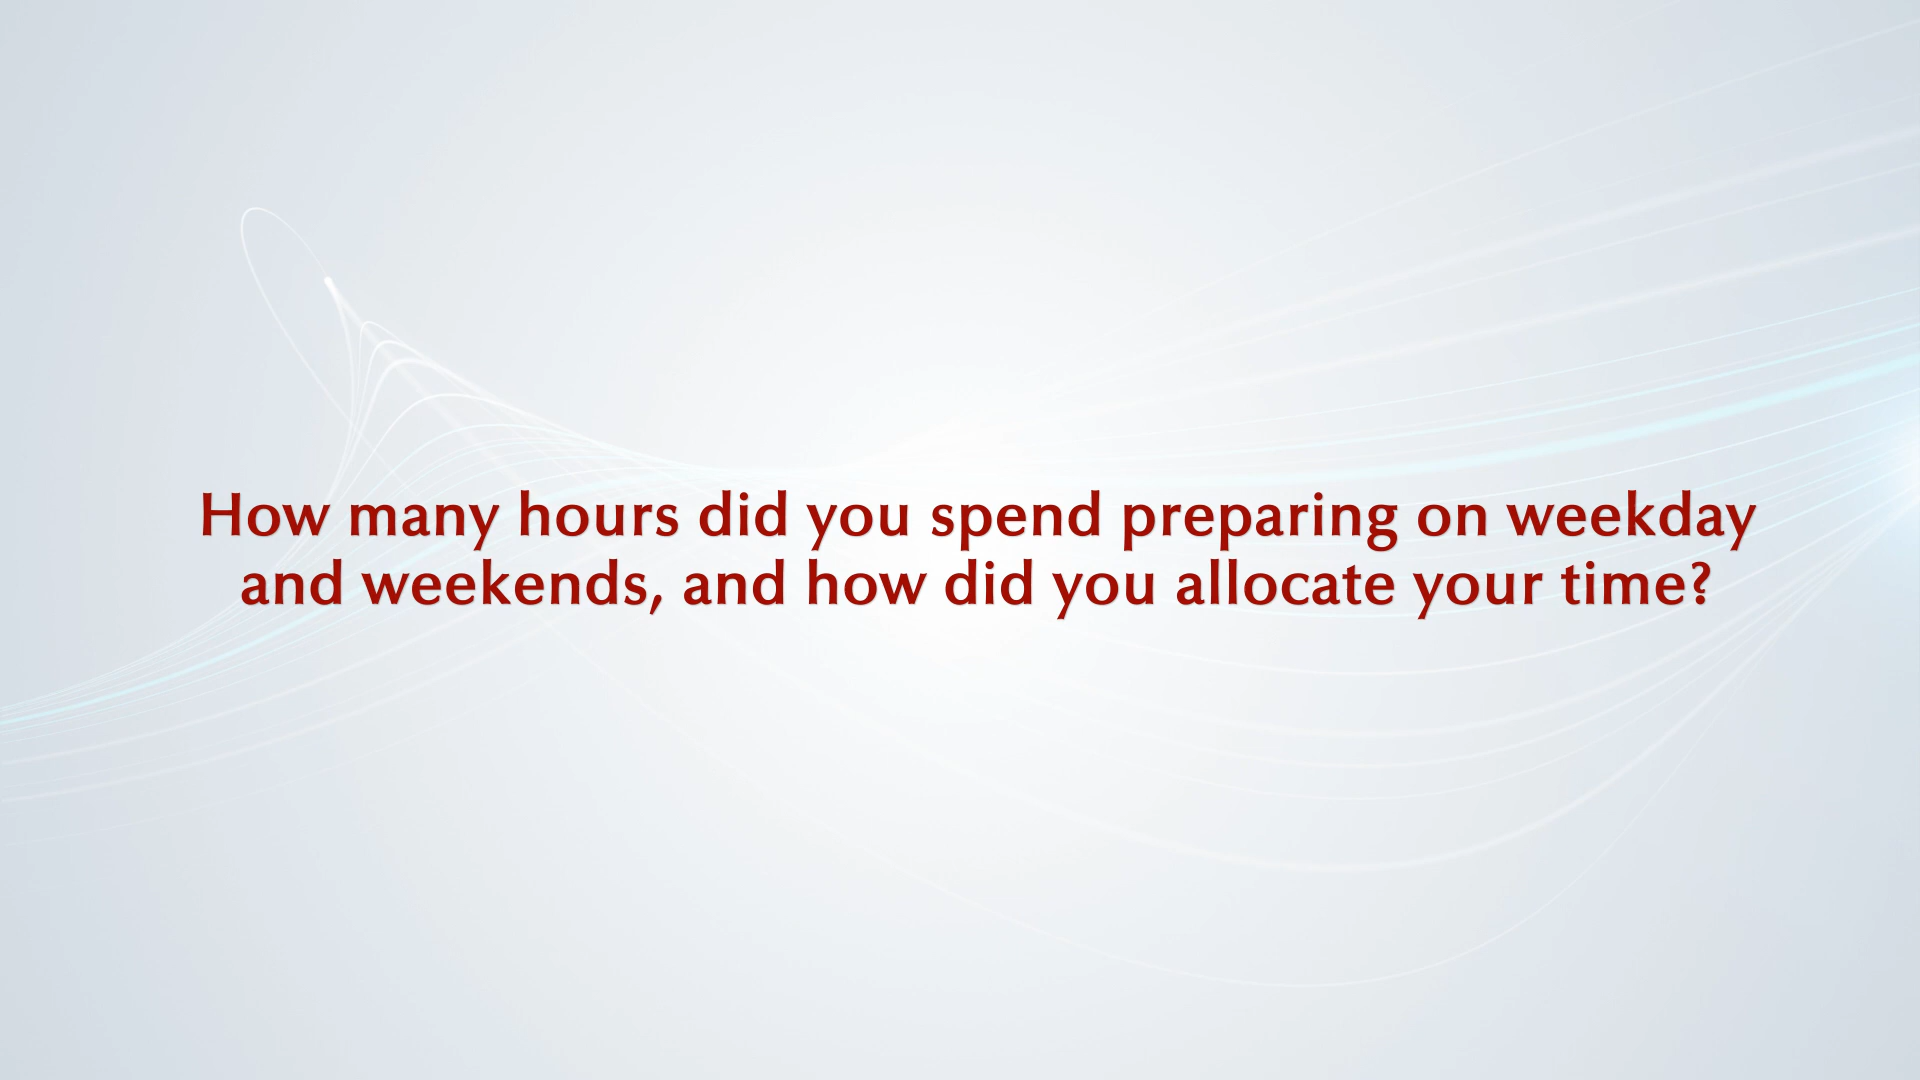 How many hours did you spend preparing on weekday
and weekends, and how did you allocate your time?